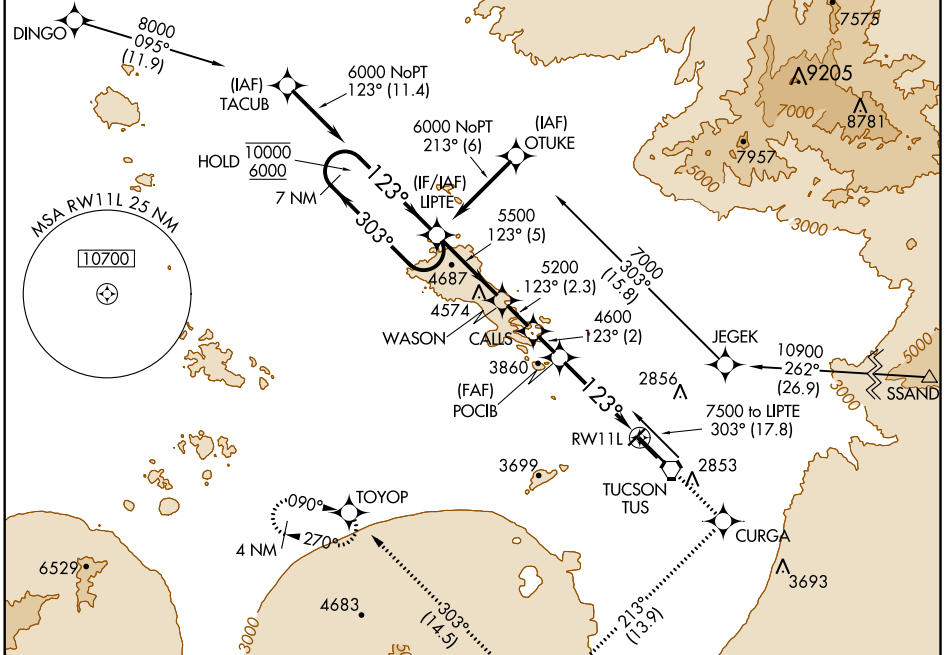 DINGO
8000
095°
(11.9)
(IAF)
TACUB
6000 NoPT
123° (11.4)
7575
9205
7000
8781
7957
5000
3000
6000 NoPT
213° (6)
(IAF)
OTUKE
HOLD
10000
6000
7 NM
123°
303°
(IF/IAF)
LIPTE
MSA RW11L 25 NM
10700
5500
123° (5)
4687
4574
5200
123° (2.3)
WASON
CALLS
4600
123° (2)
3860
(FAF)
POCIB
123°
7000
303°
(15.8)
JEGEK
10900
262°
(26.9)
5000
3000
SSAND
2856
7500 to LIPTE
303° (17.8)
RW11L
2853
TUCSON
TUS
3699
CURGA
TOYOP
090°
270°
4 NM
6529
4683
3000
303°
(14.5)
213°
(13.9)
3693